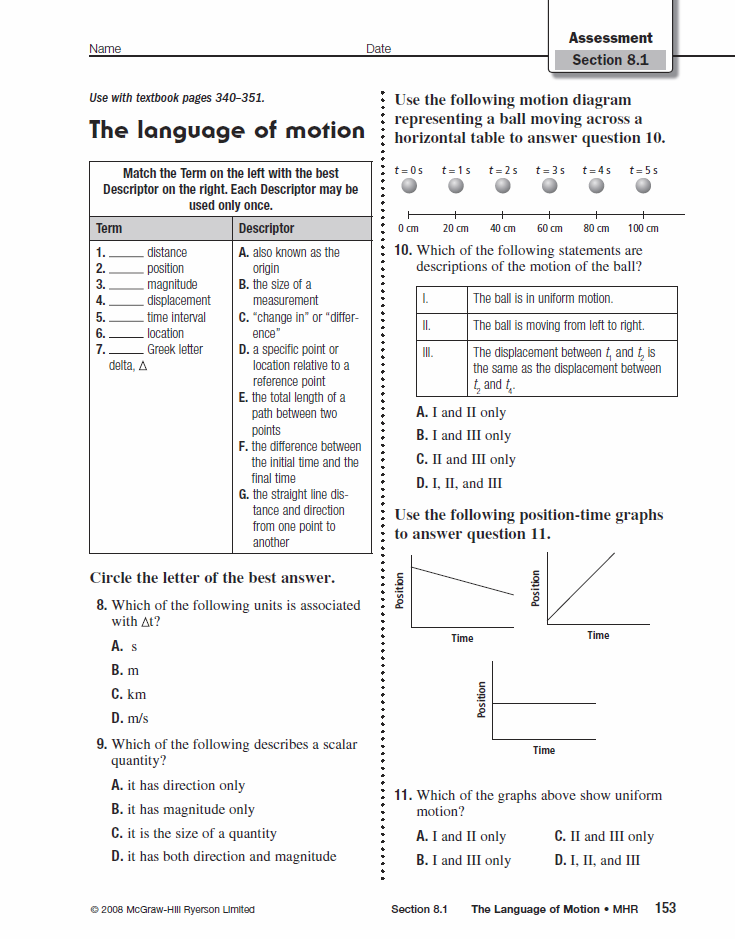 Name Date
Assessment
Section 8.1
Use with textbook pages 340–351.
The language of motion
Match the Term on the left with the best
Descriptor on the right. Each Descriptor may be
used only once.
Term Descriptor
1. _____ distance
2. _____ position
3. _____ magnitude
4. _____ displacement
5. _____ time interval
6. _____ location
7. _____ Greek letter
delta, Δ
A. also known as the
origin
B. the size of a
measurement
C. “change in” or “differ-
ence”
D. a specific point or
location relative to a
reference point
E. the total length of a
path between two
points
F. the difference between
the initial time and the
final time
G. the straight line dis-
tance and direction
from one point to
another
Circle the letter of the best answer.
8. Which of the following units is associated
with Δt?
A. s
B. m
C. km
D. m/s
9. Which of the following describes a scalar
quantity?
A. it has direction only
B. it has magnitude only
C. it is the size of a quantity
D. it has both direction and magnitude
Use the following motion diagram
representing a ball moving across a
horizontal table to answer question 10.
t = 0 s t = 1 s t = 2 s t = 3 s t = 4 s t = 5 s
0 cm 20 cm 40 cm 60 cm 80 cm 100 cm
10. Which of the following statements are
descriptions of the motion of the ball?
I. The ball is in uniform motion.
II. The ball is moving from left to right.
III. The displacement between t₁ and t₂ is
the same as the displacement between
t₂ and t₄.
A. I and II only
B. I and III only
C. II and III only
D. I, II, and III
Use the following position-time graphs
to answer question 11.
Position
Time
Position
Time
Position
Time
11. Which of the graphs above show uniform
motion?
A. I and II only C. II and III only
B. I and III only D. I, II, and III
© 2008 McGraw-Hill Ryerson Limited Section 8.1 The Language of Motion • MHR 153